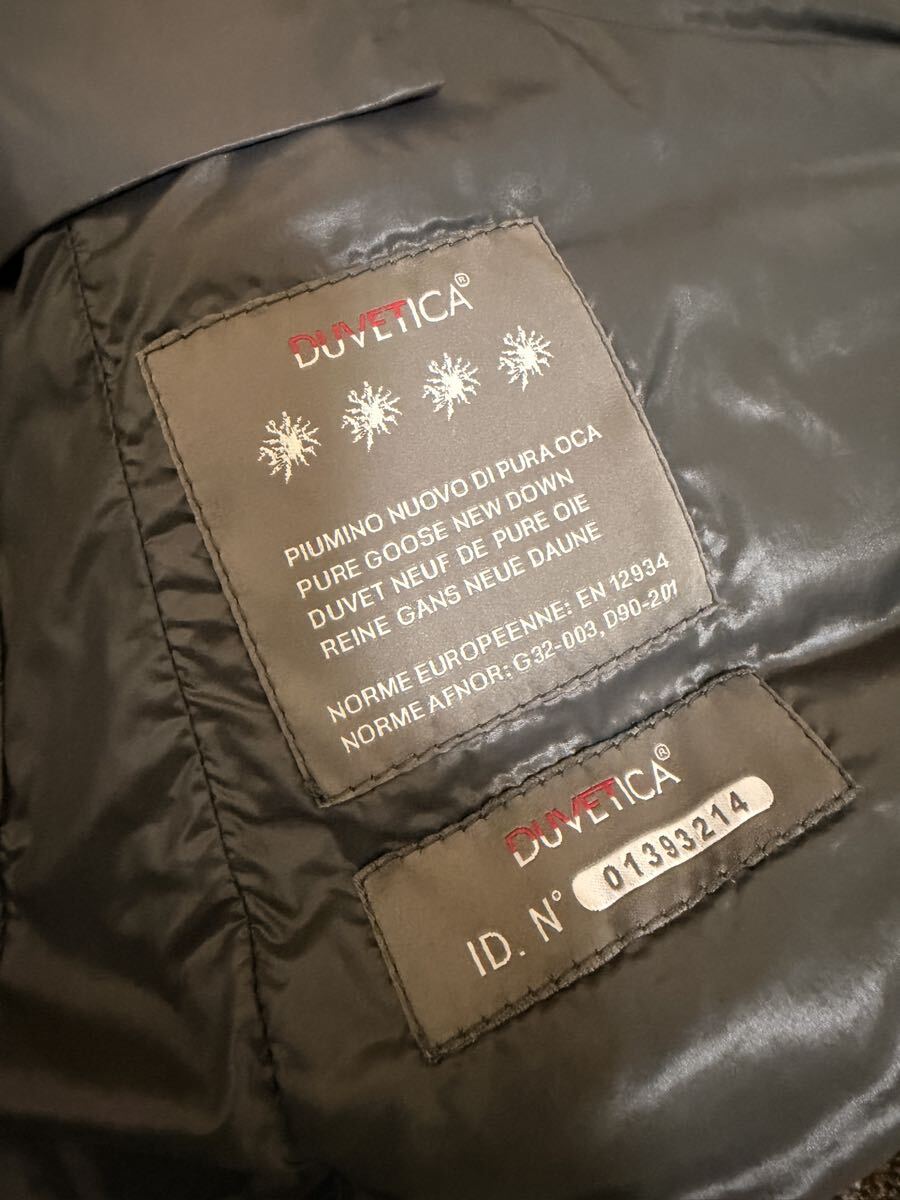 DUVETICA®
PIUMINO NUOVO DI PURA OCA
PURE GOOSE NEW DOWN
DUVET NEUF DE PURE OIE
REINE GANS NEUE DAUNE
NORME EUROPEENNE: EN 12934
NORME AFNOR: G32-003, D90-201
DUVETICA®
ID. N° 01393214